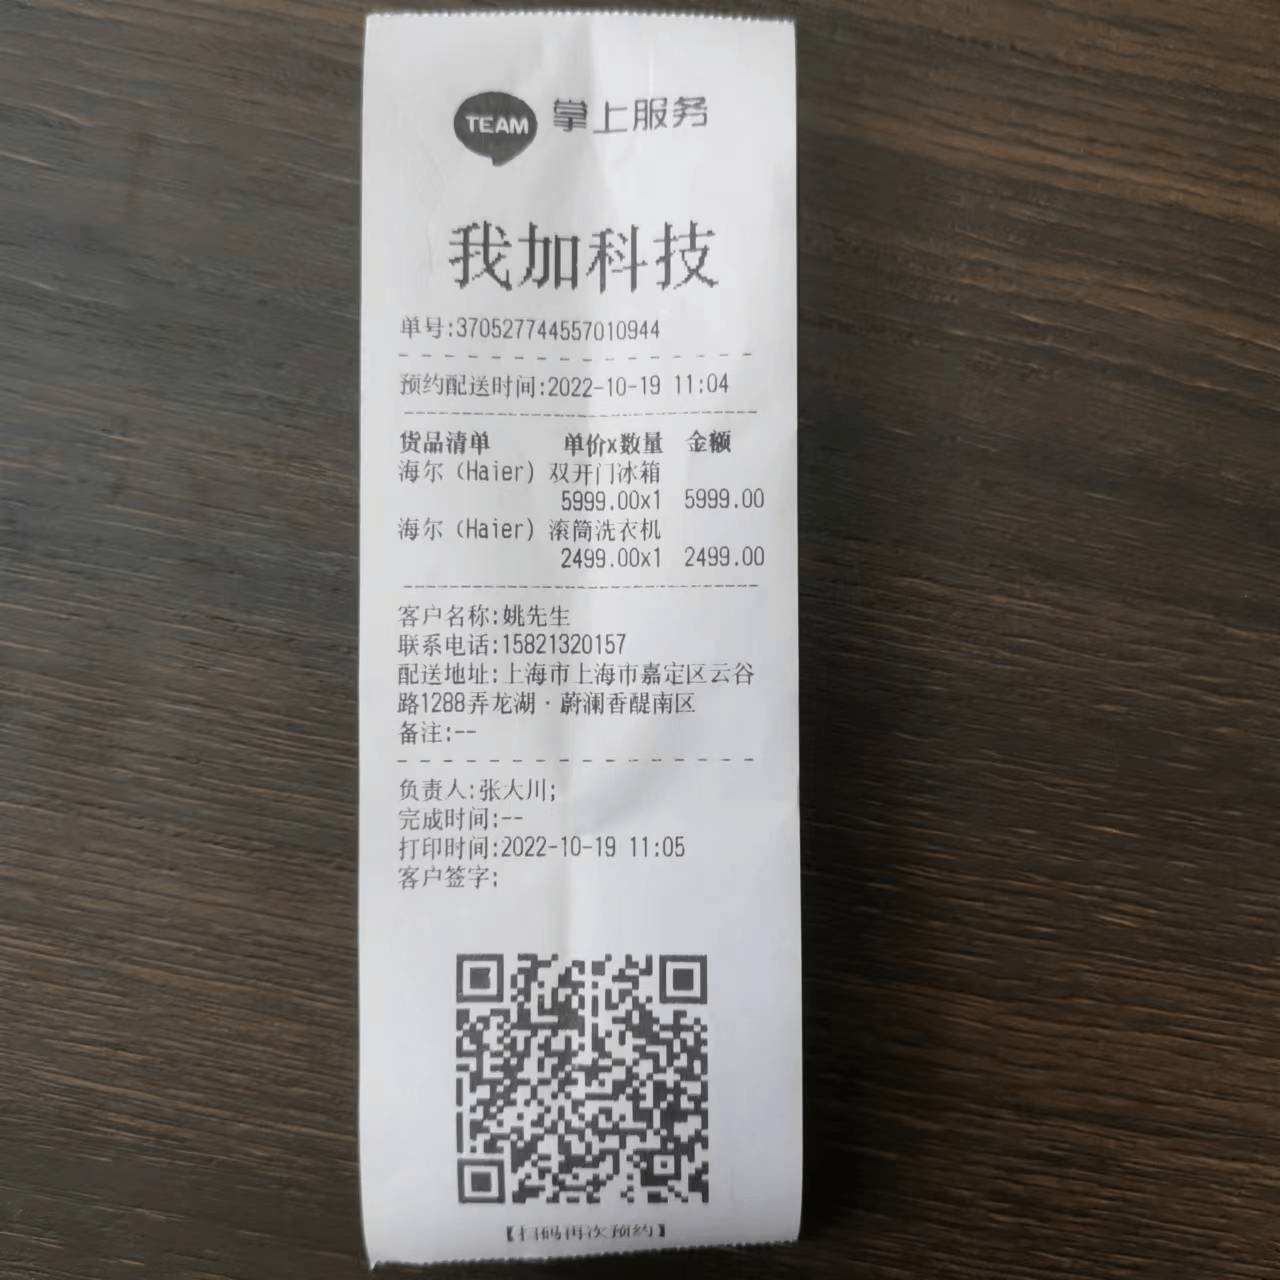 TEAM 掌上服务
我加科技
单号:370527744557010944
预约配送时间:2022-10-19 11:04
货品清单 单价x数量 金额
海尔（Haier）双开门冰箱
5999.00x1 5999.00
海尔（Haier）滚筒洗衣机
2499.00x1 2499.00
客户名称:姚先生
联系电话:15821320157
配送地址:上海市上海市嘉定区云谷
路1288弄龙湖·蔚澜香醍南区
备注:--
负责人:张大川;
完成时间:--
打印时间:2022-10-19 11:05
客户签字:
【扫码再次预约】